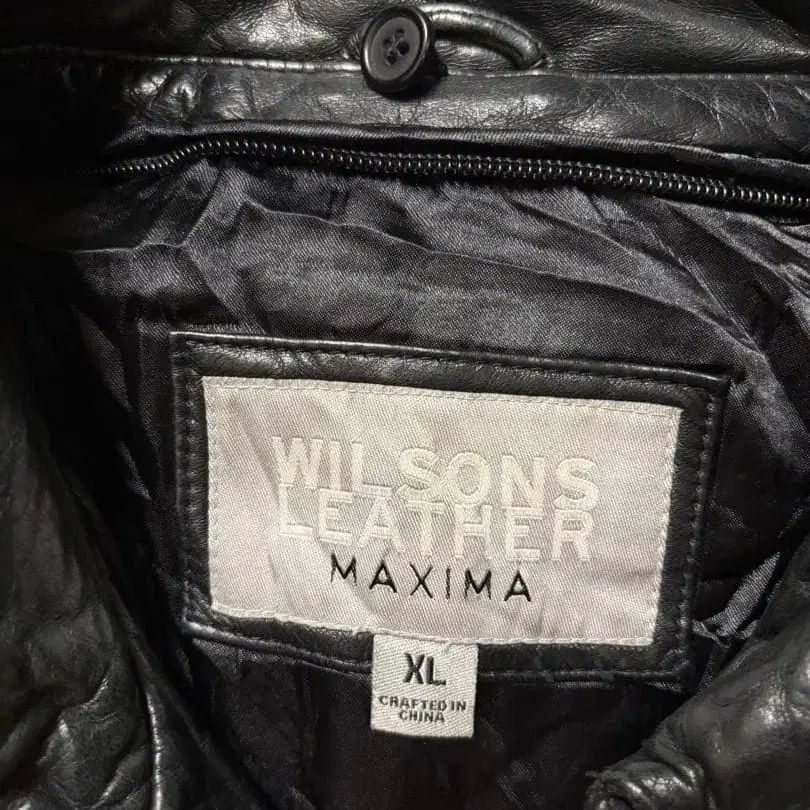 WILSONS
LEATHER
MAXIMA
XL
CRAFTED IN
CHINA